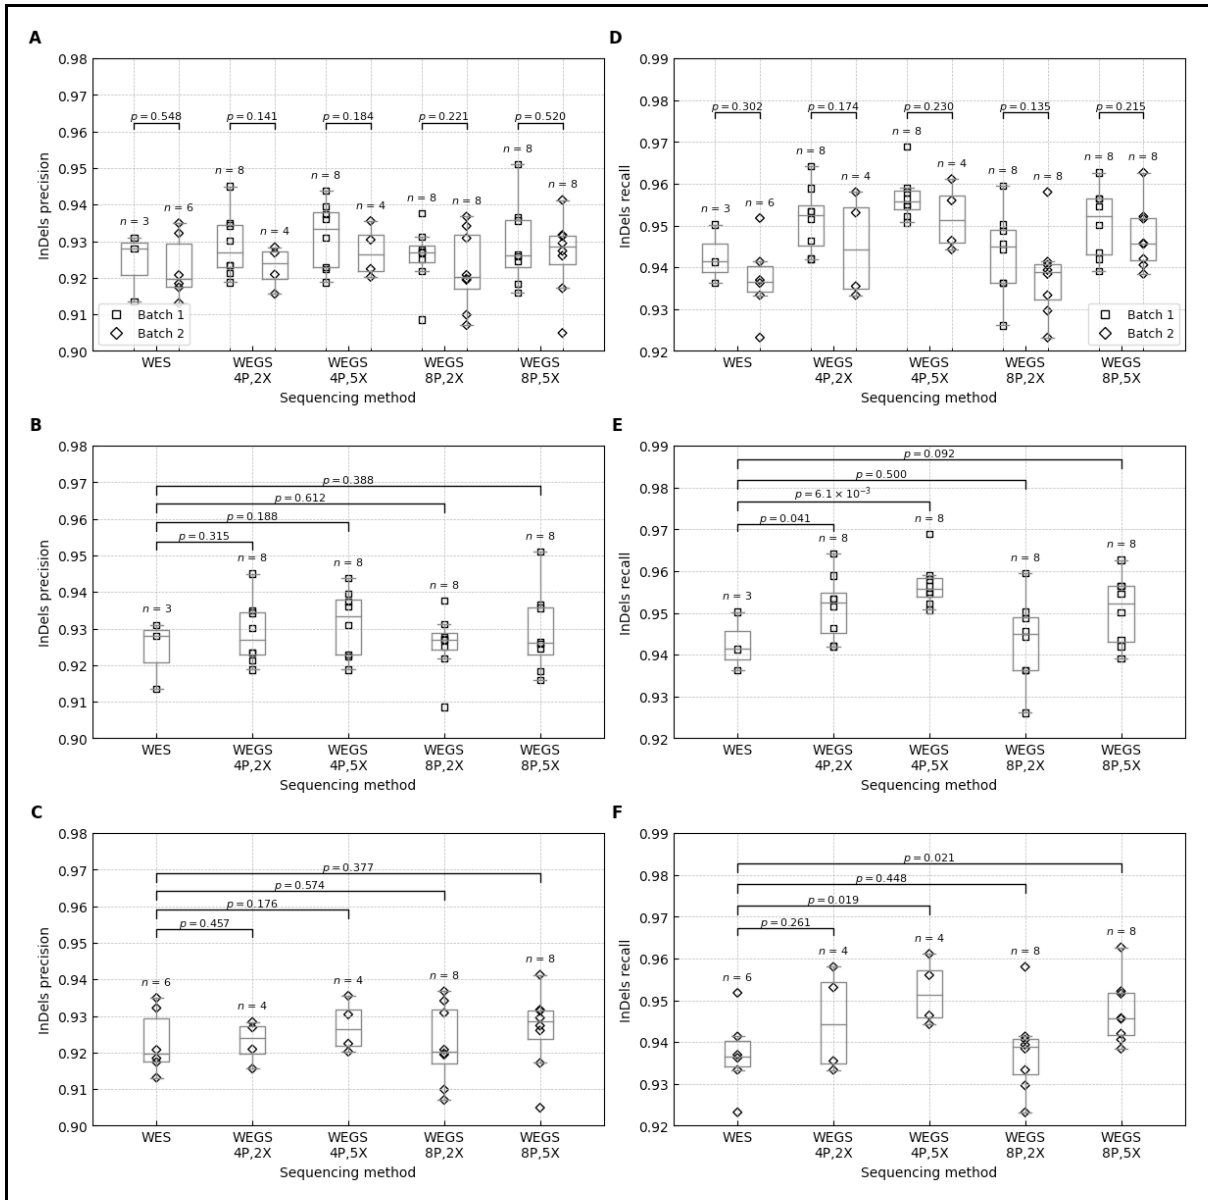 A
InDels precision
0.98
0.97
0.96
0.95
0.94
0.93
0.92
0.91
0.90
p = 0.548
p = 0.141
p = 0.184
p = 0.221
p = 0.520
n = 3
n = 6
n = 8
n = 4
n = 8
n = 4
n = 8
n = 8
n = 8
n = 8
Batch 1
Batch 2
WES
WEGS
4P,2X
WEGS
4P,5X
WEGS
8P,2X
WEGS
8P,5X
Sequencing method
D
InDels recall
0.99
0.98
0.97
0.96
0.95
0.94
0.93
0.92
p = 0.302
p = 0.174
p = 0.230
p = 0.135
p = 0.215
n = 3
n = 6
n = 8
n = 4
n = 8
n = 4
n = 8
n = 8
n = 8
n = 8
Batch 1
Batch 2
WES
WEGS
4P,2X
WEGS
4P,5X
WEGS
8P,2X
WEGS
8P,5X
Sequencing method
B
InDels precision
0.98
0.97
0.96
0.95
0.94
0.93
0.92
0.91
0.90
p = 0.388
p = 0.612
p = 0.188
p = 0.315
n = 3
n = 8
n = 8
n = 8
n = 8
WES
WEGS
4P,2X
WEGS
4P,5X
WEGS
8P,2X
WEGS
8P,5X
Sequencing method
E
InDels recall
0.99
0.98
0.97
0.96
0.95
0.94
0.93
0.92
p = 0.092
p = 0.500
p = 6.1 × 10⁻³
p = 0.041
n = 3
n = 8
n = 8
n = 8
n = 8
WES
WEGS
4P,2X
WEGS
4P,5X
WEGS
8P,2X
WEGS
8P,5X
Sequencing method
C
InDels precision
0.98
0.97
0.96
0.95
0.94
0.93
0.92
0.91
0.90
p = 0.377
p = 0.574
p = 0.176
p = 0.457
n = 6
n = 4
n = 4
n = 8
n = 8
WES
WEGS
4P,2X
WEGS
4P,5X
WEGS
8P,2X
WEGS
8P,5X
Sequencing method
F
InDels recall
0.99
0.98
0.97
0.96
0.95
0.94
0.93
0.92
p = 0.021
p = 0.448
p = 0.019
p = 0.261
n = 6
n = 4
n = 4
n = 8
n = 8
WES
WEGS
4P,2X
WEGS
4P,5X
WEGS
8P,2X
WEGS
8P,5X
Sequencing method